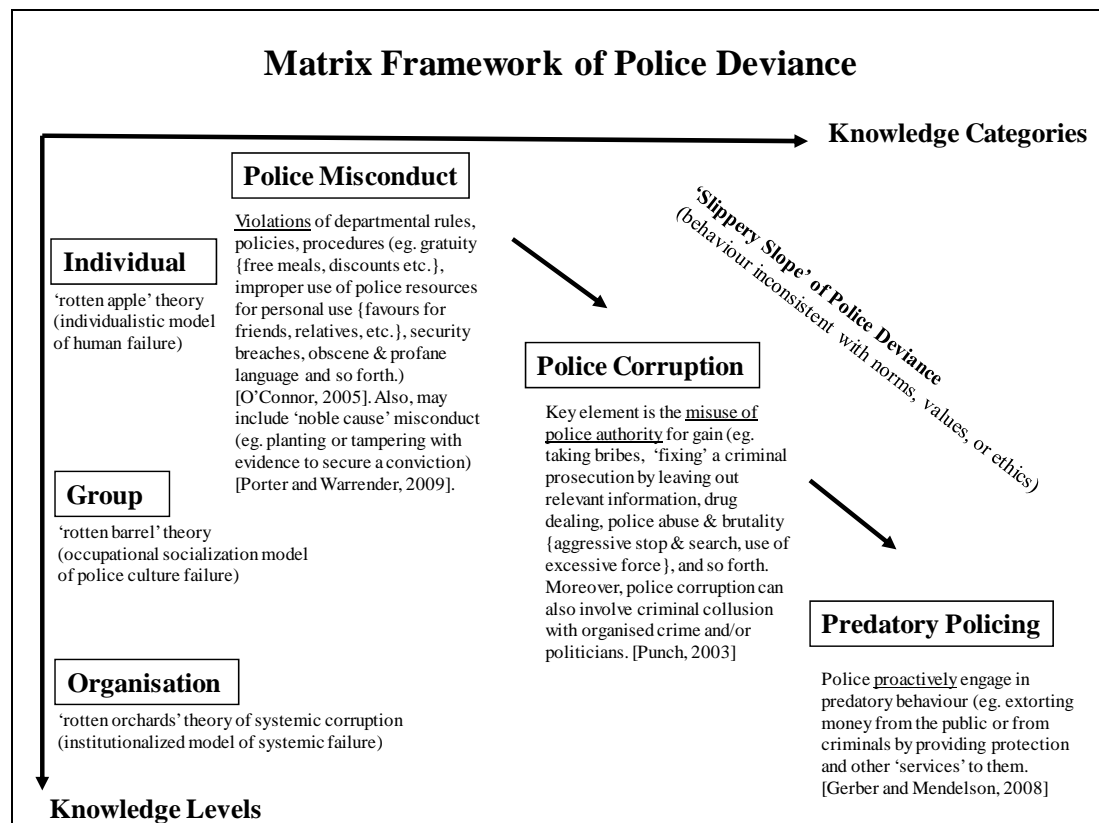 Matrix Framework of Police Deviance
Knowledge Categories
Police Misconduct
Violations of departmental rules,
policies, procedures (eg. gratuity
{free meals, discounts etc.},
improper use of police resources
for personal use {favours for
friends, relatives, etc.}, security
breaches, obscene & profane
language and so forth.)
[O’Connor, 2005]. Also, may
include ‘noble cause’ misconduct
(eg. planting or tampering with
evidence to secure a conviction)
[Porter and Warrender, 2009].
‘Slippery Slope’ of Police Deviance
(behaviour inconsistent with norms, values, or ethics)
Individual
‘rotten apple’ theory
(individualistic model
of human failure)
Police Corruption
Key element is the misuse of
police authority for gain (eg.
taking bribes, ‘fixing’ a criminal
prosecution by leaving out
relevant information, drug
dealing, police abuse & brutality
{aggressive stop & search, use of
excessive force}, and so forth.
Moreover, police corruption can
also involve criminal collusion
with organised crime and/or
politicians. [Punch, 2003]
Group
‘rotten barrel’ theory
(occupational socialization model
of police culture failure)
Predatory Policing
Police proactively engage in
predatory behaviour (eg. extorting
money from the public or from
criminals by providing protection
and other ‘services’ to them.
[Gerber and Mendelson, 2008]
Organisation
‘rotten orchards’ theory of systemic corruption
(institutionalized model of systemic failure)
Knowledge Levels